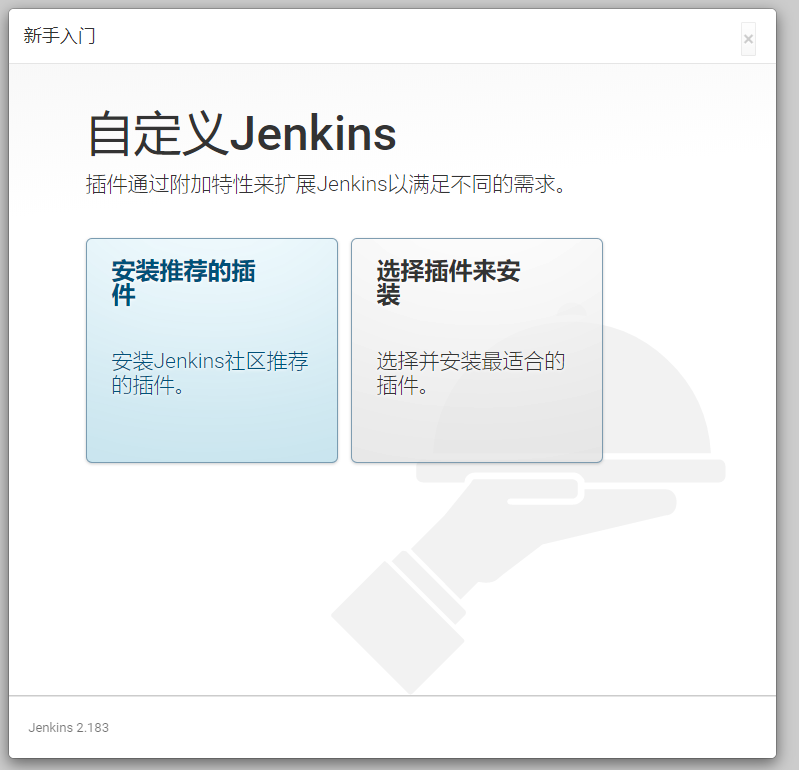 新手入门
×
自定义Jenkins
插件通过附加特性来扩展Jenkins以满足不同的需求。
安装推荐的插
件
安装Jenkins社区推荐
的插件。
选择插件来安
装
选择并安装最适合的
插件。
Jenkins 2.183